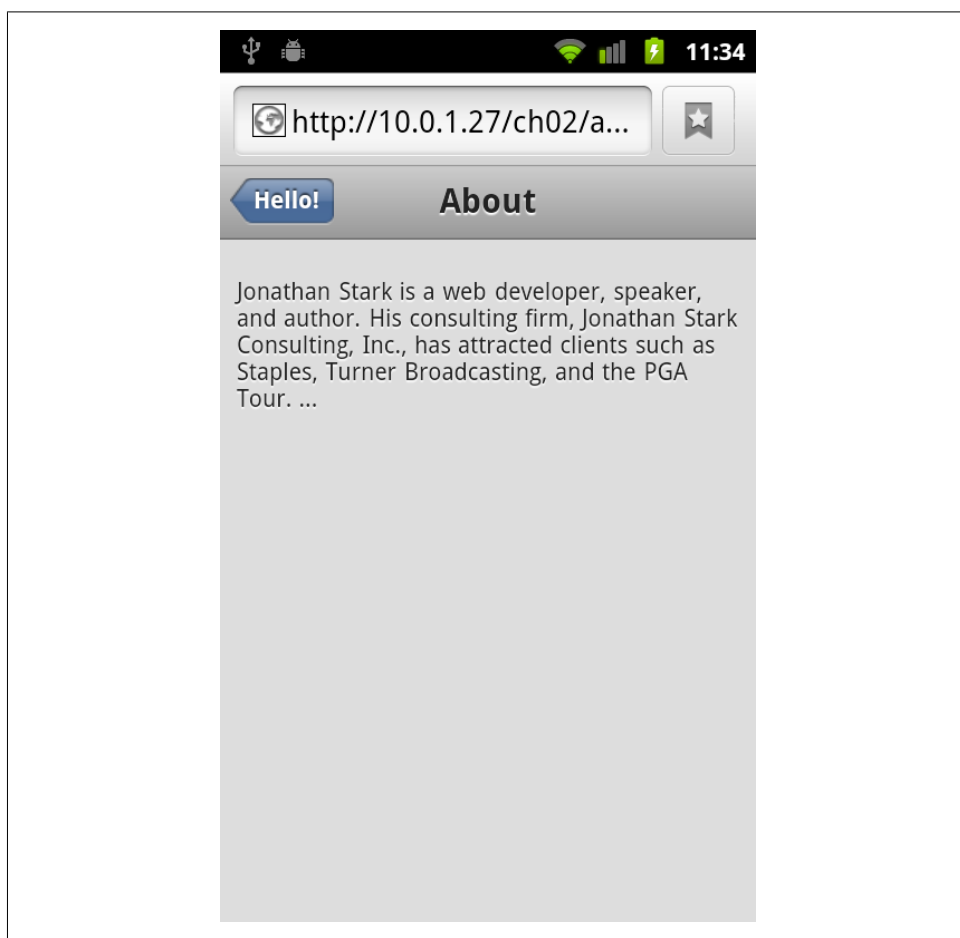 11:34
http://10.0.1.27/ch02/a...
Hello!
About
Jonathan Stark is a web developer, speaker,
and author. His consulting firm, Jonathan Stark
Consulting, Inc., has attracted clients such as
Staples, Turner Broadcasting, and the PGA
Tour. ...